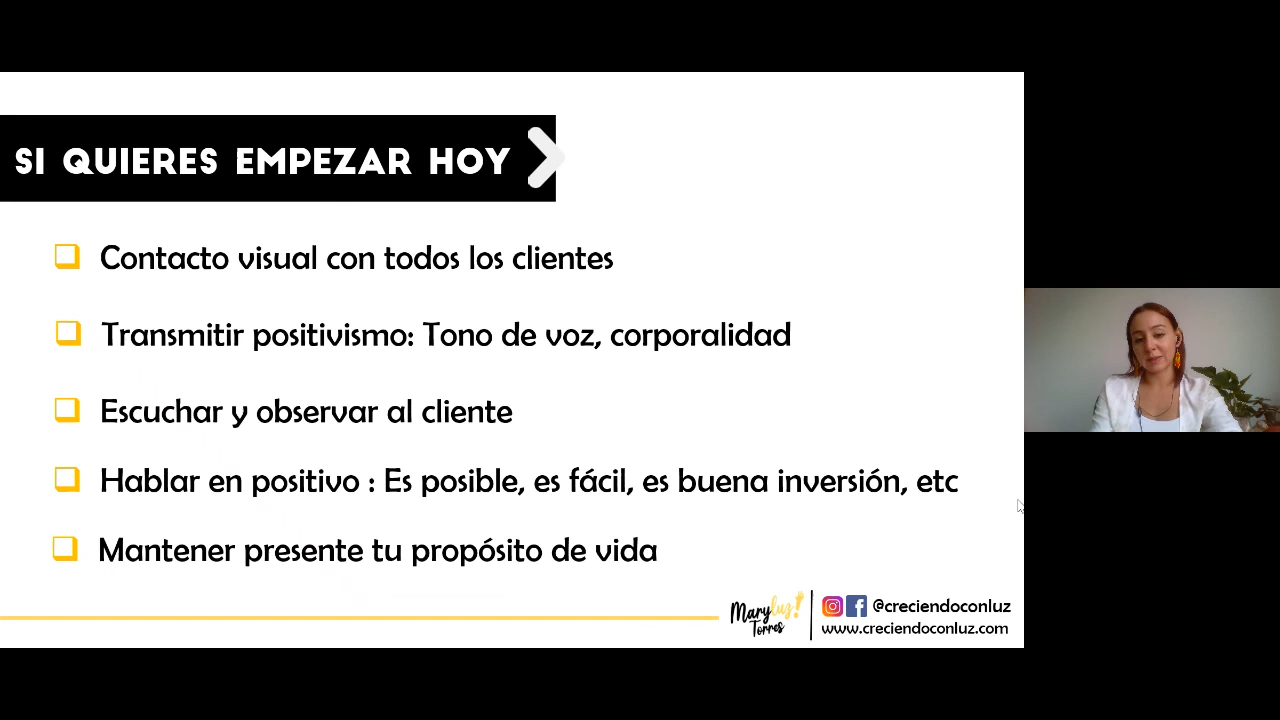 SI QUIERES EMPEZAR HOY
Contacto visual con todos los clientes
Transmitir positivismo: Tono de voz, corporalidad
Escuchar y observar al cliente
Hablar en positivo : Es posible, es fácil, es buena inversión, etc
Mantener presente tu propósito de vida
Maryluz!
Torres
@creciendoconluz
www.creciendoconluz.com